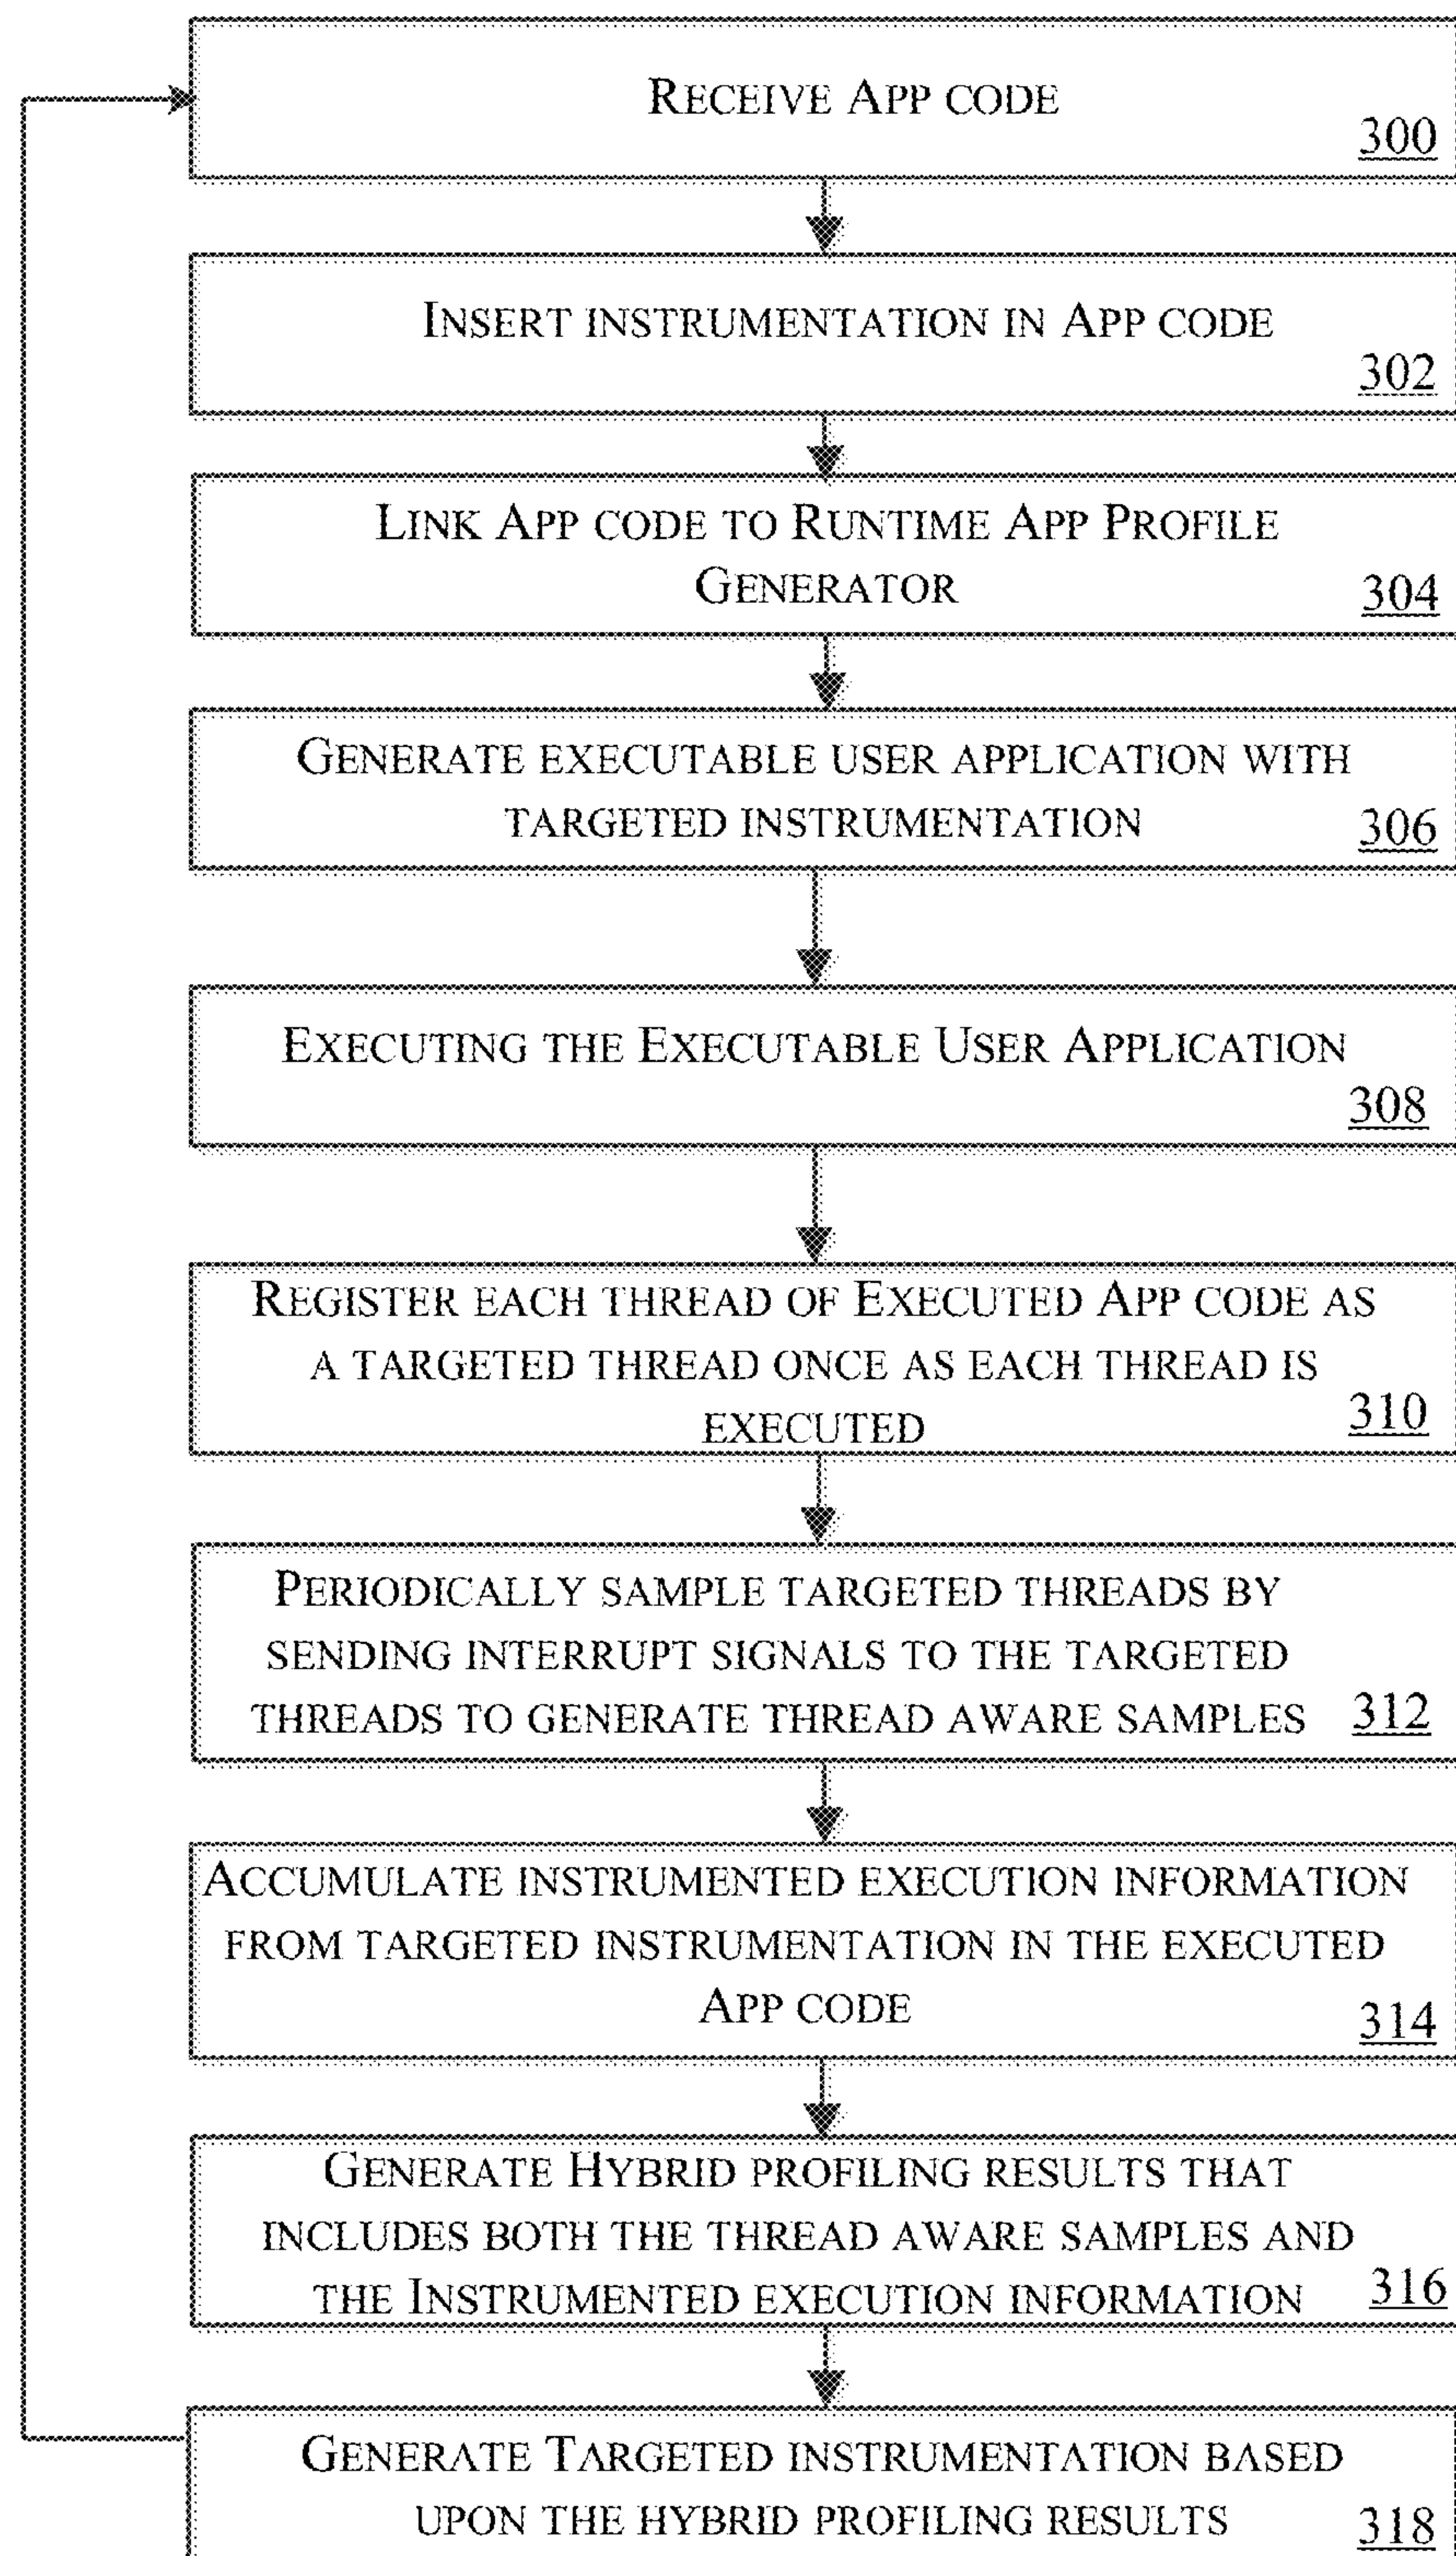 RECEIVE APP CODE
300
INSERT INSTRUMENTATION IN APP CODE
302
LINK APP CODE TO RUNTIME APP PROFILE
GENERATOR
304
GENERATE EXECUTABLE USER APPLICATION WITH
TARGETED INSTRUMENTATION
306
EXECUTING THE EXECUTABLE USER APPLICATION
308
REGISTER EACH THREAD OF EXECUTED APP CODE AS
A TARGETED THREAD ONCE AS EACH THREAD IS
EXECUTED
310
PERIODICALLY SAMPLE TARGETED THREADS BY
SENDING INTERRUPT SIGNALS TO THE TARGETED
THREADS TO GENERATE THREAD AWARE SAMPLES
312
ACCUMULATE INSTRUMENTED EXECUTION INFORMATION
FROM TARGETED INSTRUMENTATION IN THE EXECUTED
APP CODE
314
GENERATE HYBRID PROFILING RESULTS THAT
INCLUDES BOTH THE THREAD AWARE SAMPLES AND
THE INSTRUMENTED EXECUTION INFORMATION
316
GENERATE TARGETED INSTRUMENTATION BASED
UPON THE HYBRID PROFILING RESULTS
318